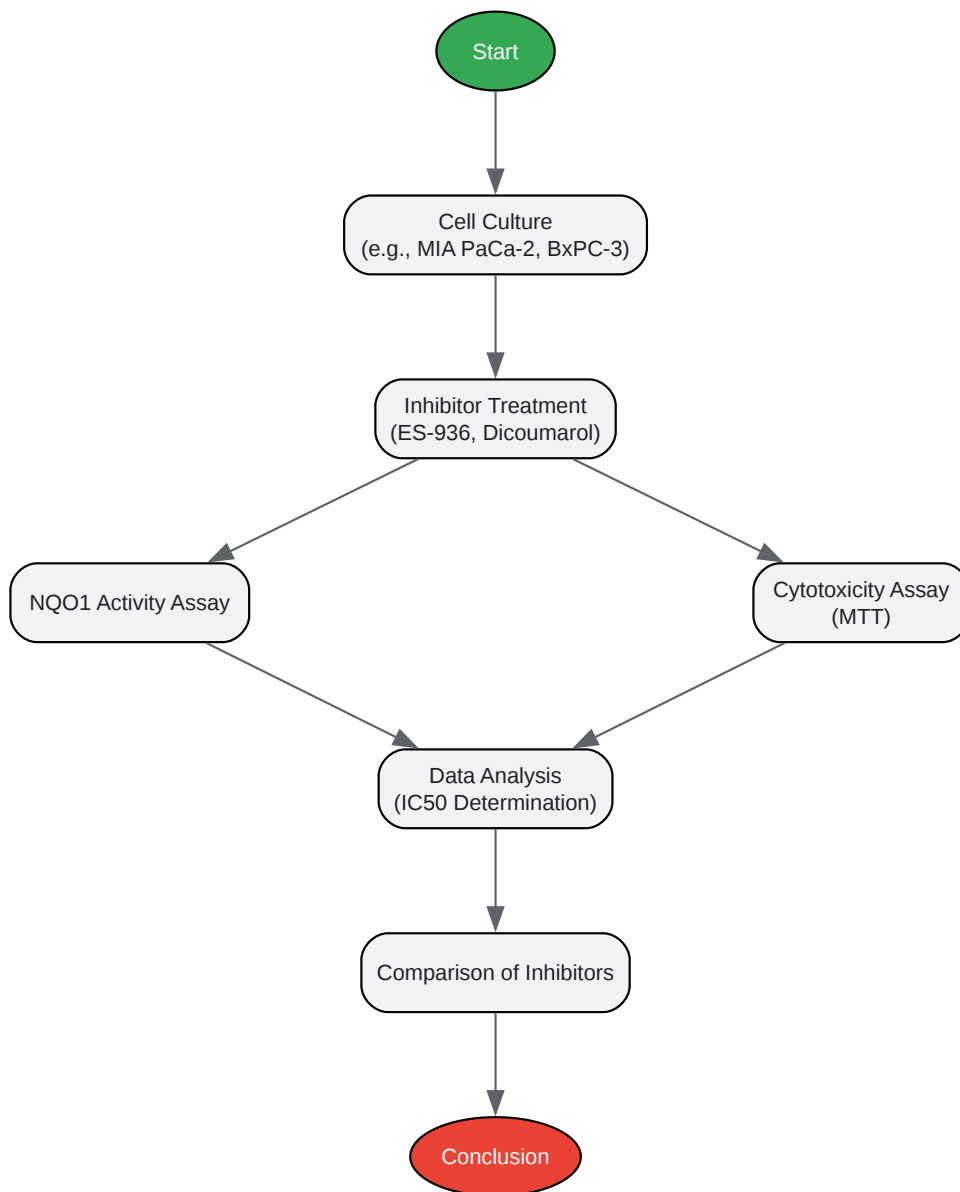 Start
Cell Culture
(e.g., MIA PaCa-2, BxPC-3)
Inhibitor Treatment
(ES-936, Dicoumarol)
NQO1 Activity Assay
Cytotoxicity Assay
(MTT)
Data Analysis
(IC50 Determination)
Comparison of Inhibitors
Conclusion